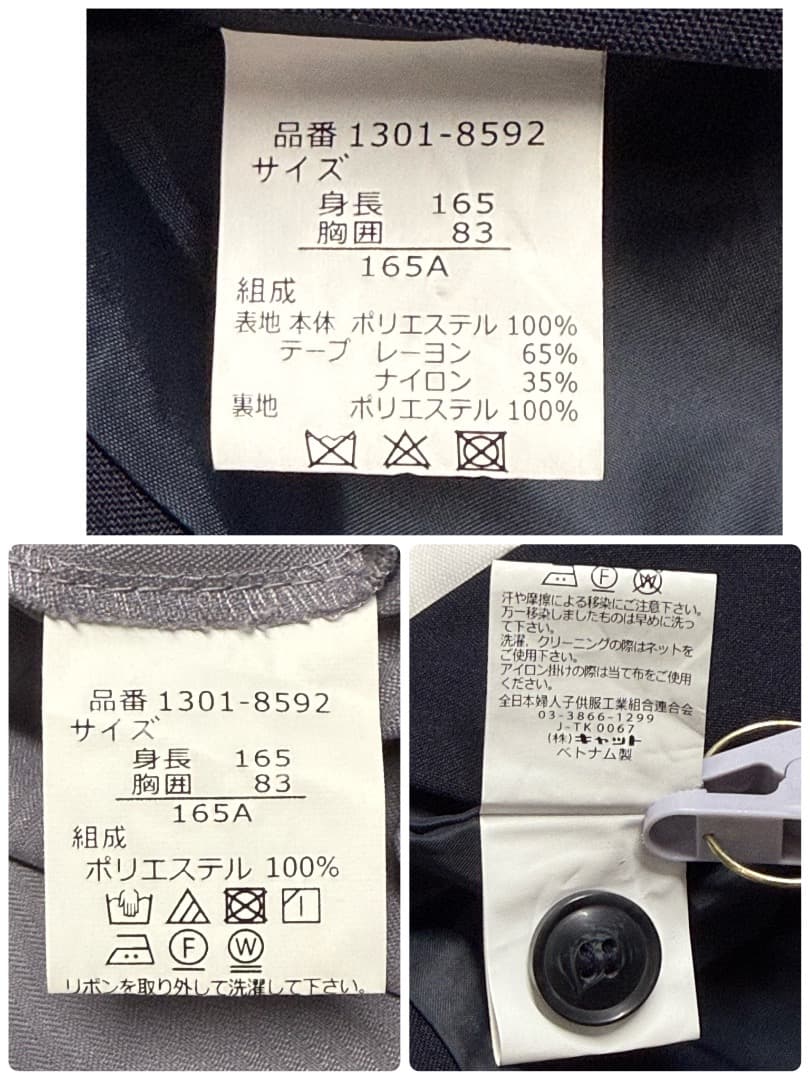 品番 1301-8592
サイズ
身長 165
胸囲 83
165A
組成
表地 本体 ポリエステル 100%
テープ レーヨン 65%
ナイロン 35%
裏地 ポリエステル 100%
品番 1301-8592
サイズ
身長 165
胸囲 83
165A
組成
ポリエステル 100%
F W
リボンを取り外して洗濯して下さい。
F W
汗や摩擦による移染にご注意下さい。
万一移染しましたものは早めに洗っ
て下さい。
洗濯、クリーニングの際はネットを
ご使用下さい。
アイロン掛けの際は当て布をご使用
ください。
全日本婦人子供服工業組合連合会
03-3866-1299
J-TK0067
(株)キャット
ベトナム製